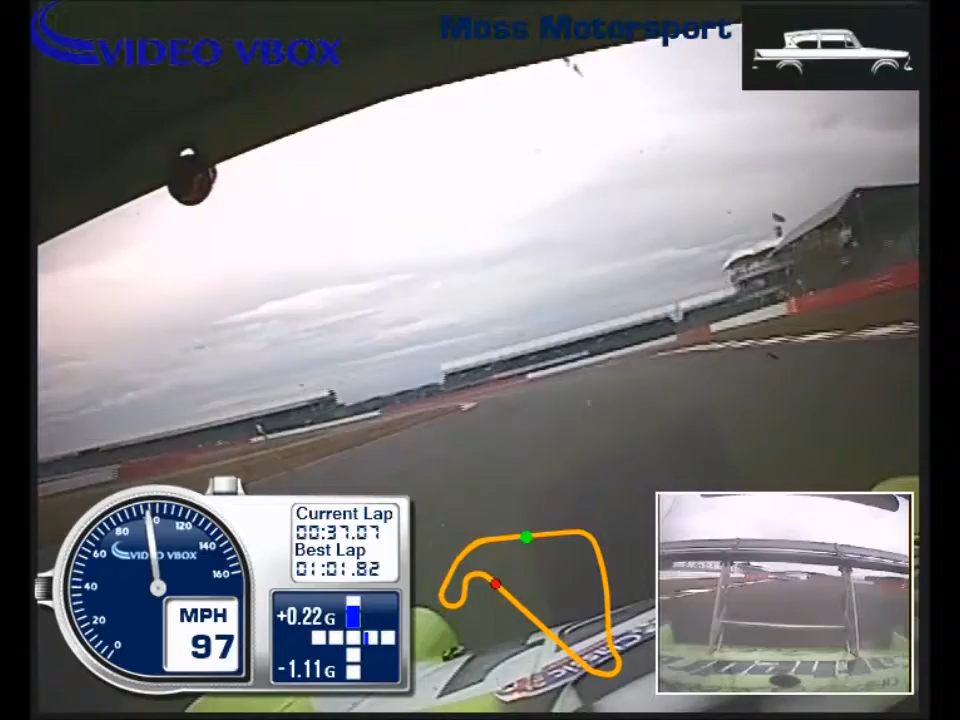 VIDEO VBOX
Moss Motorsport
Current Lap
00:37.07
Best Lap
01:01.82
0
20
40
60
80
120
140
160
VIDEO VBOX
MPH
97
+0.22G
-1.11G